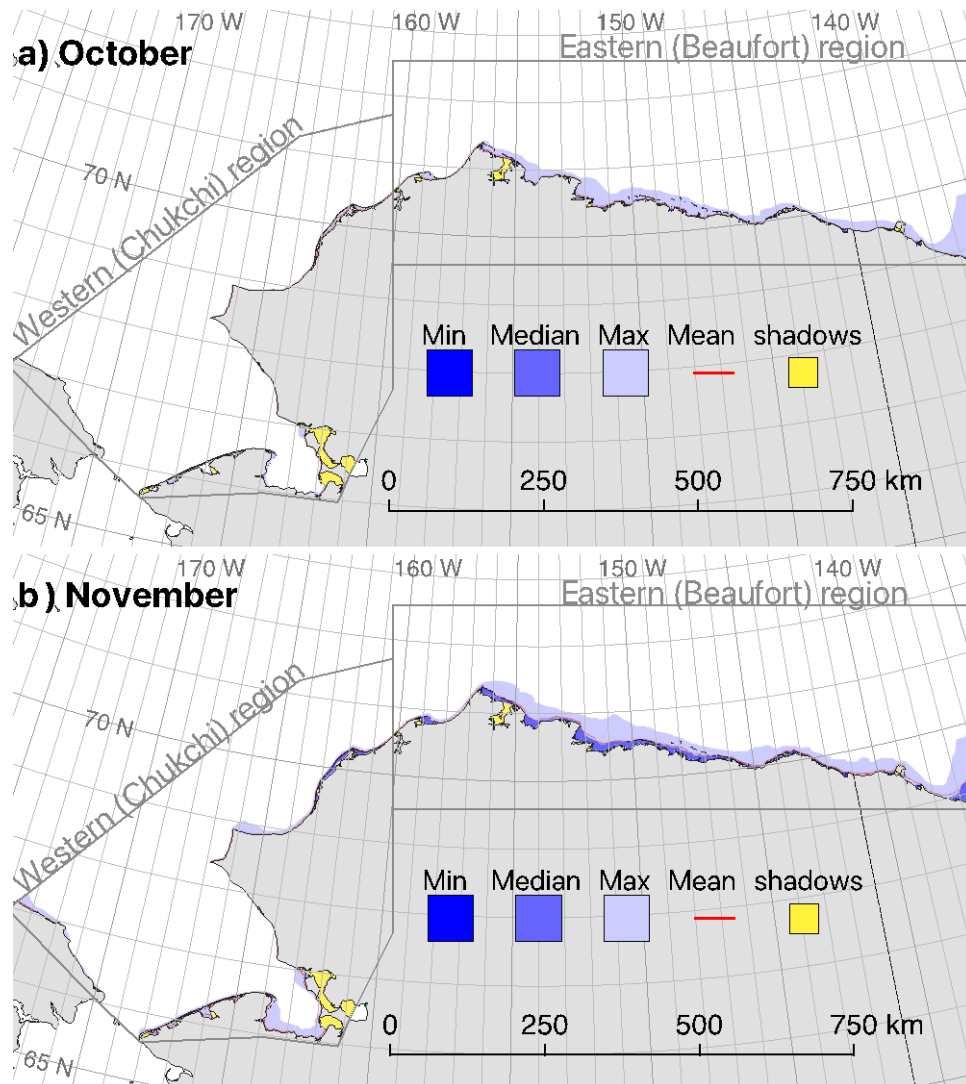 170 W 160 W 150 W 140 W
a) October
Eastern (Beaufort) region
Western (Chukchi) region
70 N
Min Median Max Mean shadows
0 250 500 750 km
65 N
170 W 160 W 150 W 140 W
b) November
Eastern (Beaufort) region
Western (Chukchi) region
70 N
Min Median Max Mean shadows
0 250 500 750 km
65 N